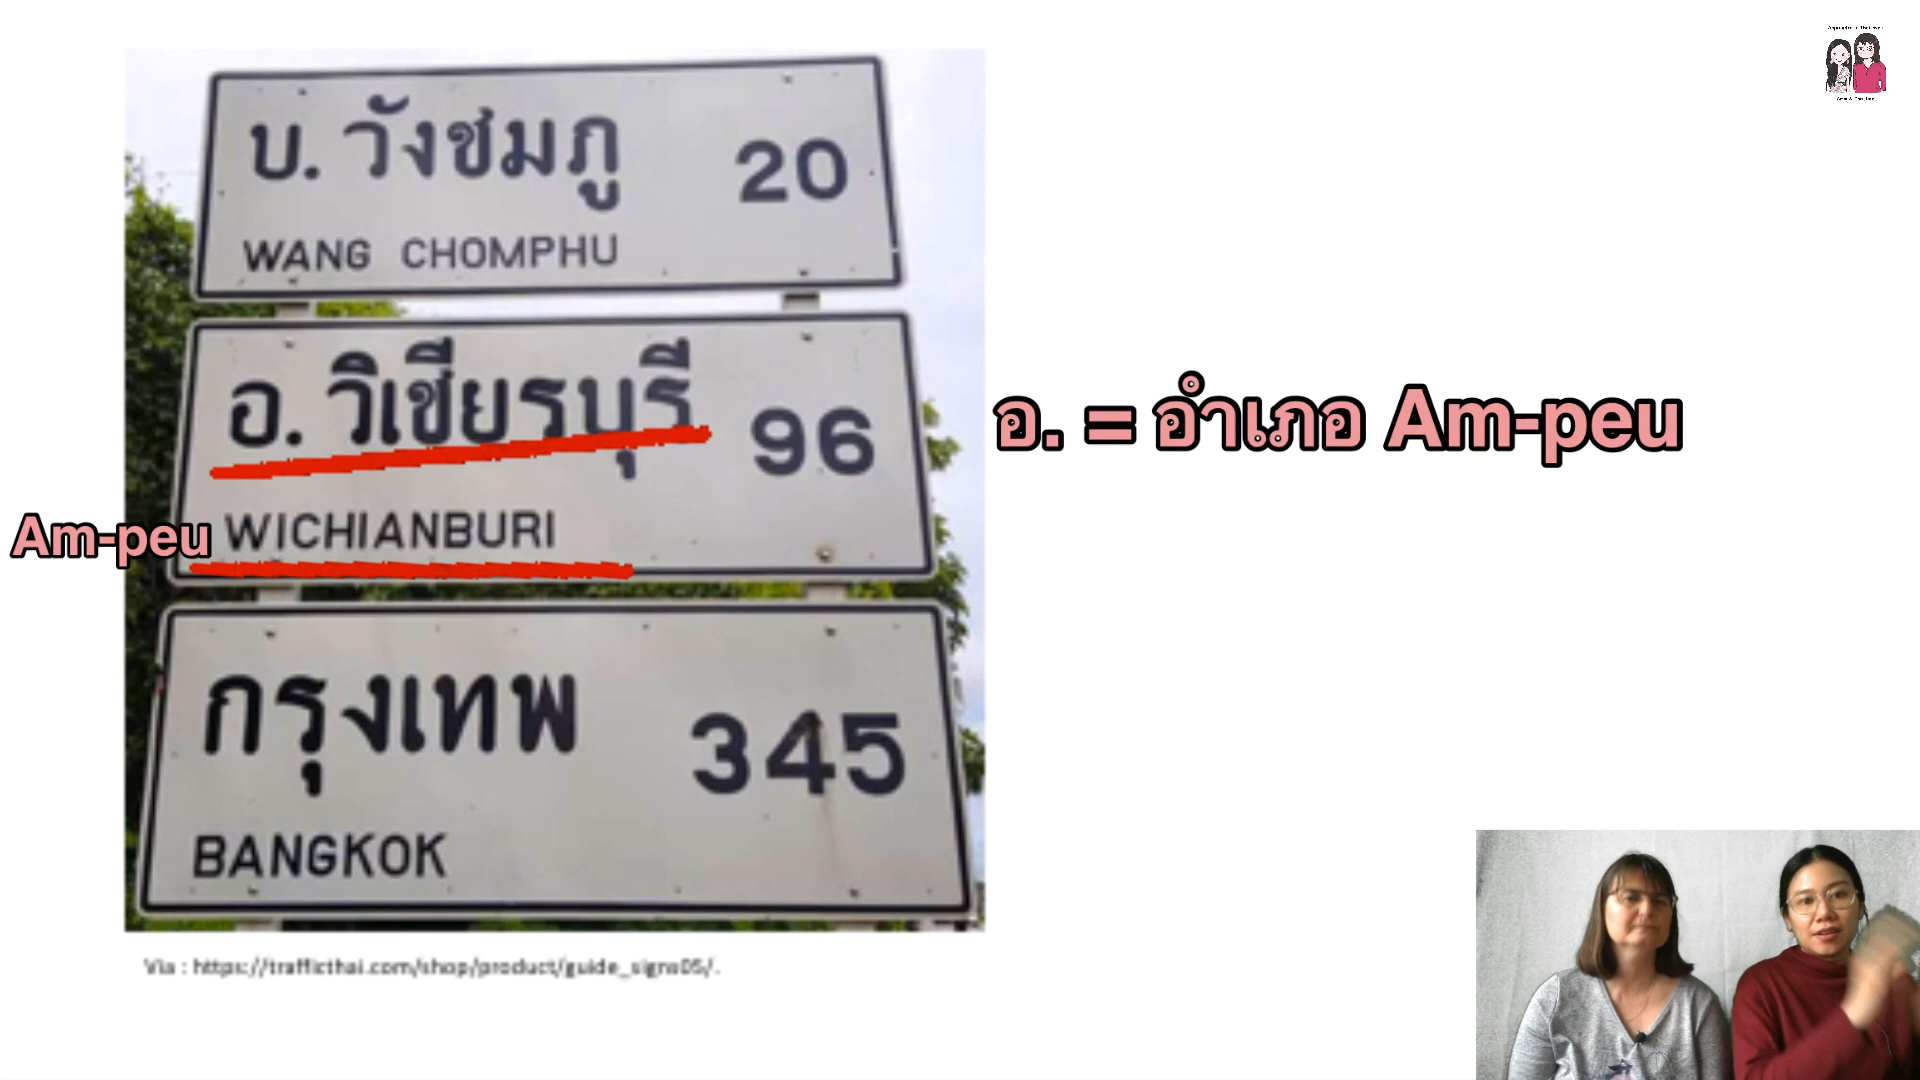 บ. วังชมภู 20
WANG CHOMPHU
อ. วิเชียรบุรี 96
Am-peu WICHIANBURI
อ. = อำเภอ Am-peu
กรุงเทพ 345
BANGKOK
Via : https://trafficthai.com/shop/product/guide_signs05/.